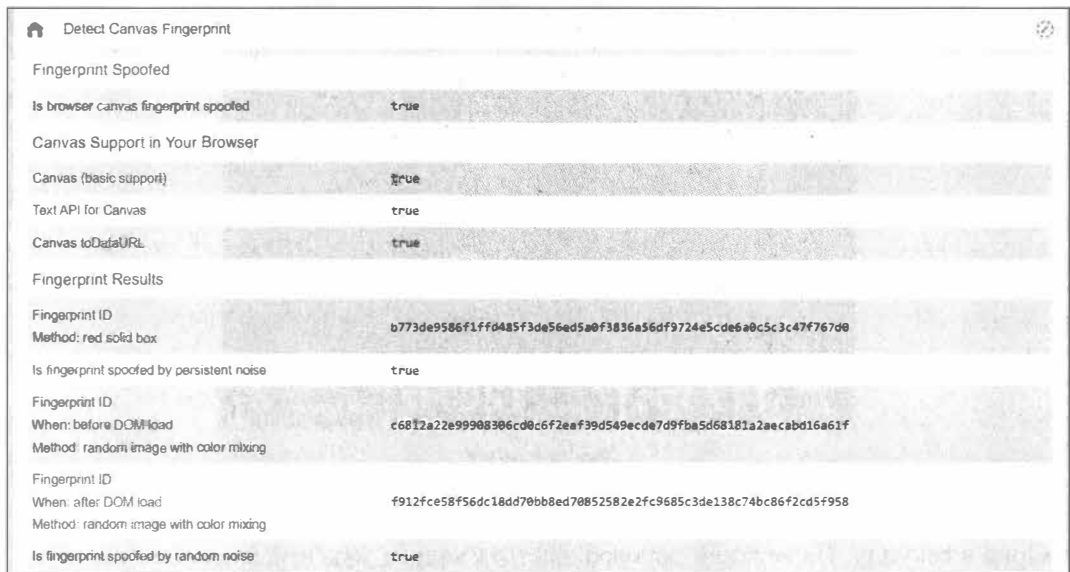 Detect Canvas Fingerprint
Fingerprint Spoofed
Is browser canvas fingerprint spoofed true
Canvas Support in Your Browser
Canvas (basic support) true
Text API for Canvas true
Canvas toDataURL true
Fingerprint Results
Fingerprint ID
Method: red solid box b773de9586f1ffd485f3de56ed5a0f3836a56df9724e5cde6a0c5c3c47f767d0
Is fingerprint spoofed by persistent noise true
Fingerprint ID
When: before DOM load c6812a22e99908306cd0c6f2eaf39d549ecde7d9fba5d68181a2aecabd16a61f
Method: random image with color mixing
Fingerprint ID
When: after DOM load f912fce58f56dc18dd70bb8ed70852582e2fc9685c3de138c74bc86f2cd5f958
Method: random image with color mixing
Is fingerprint spoofed by random noise true